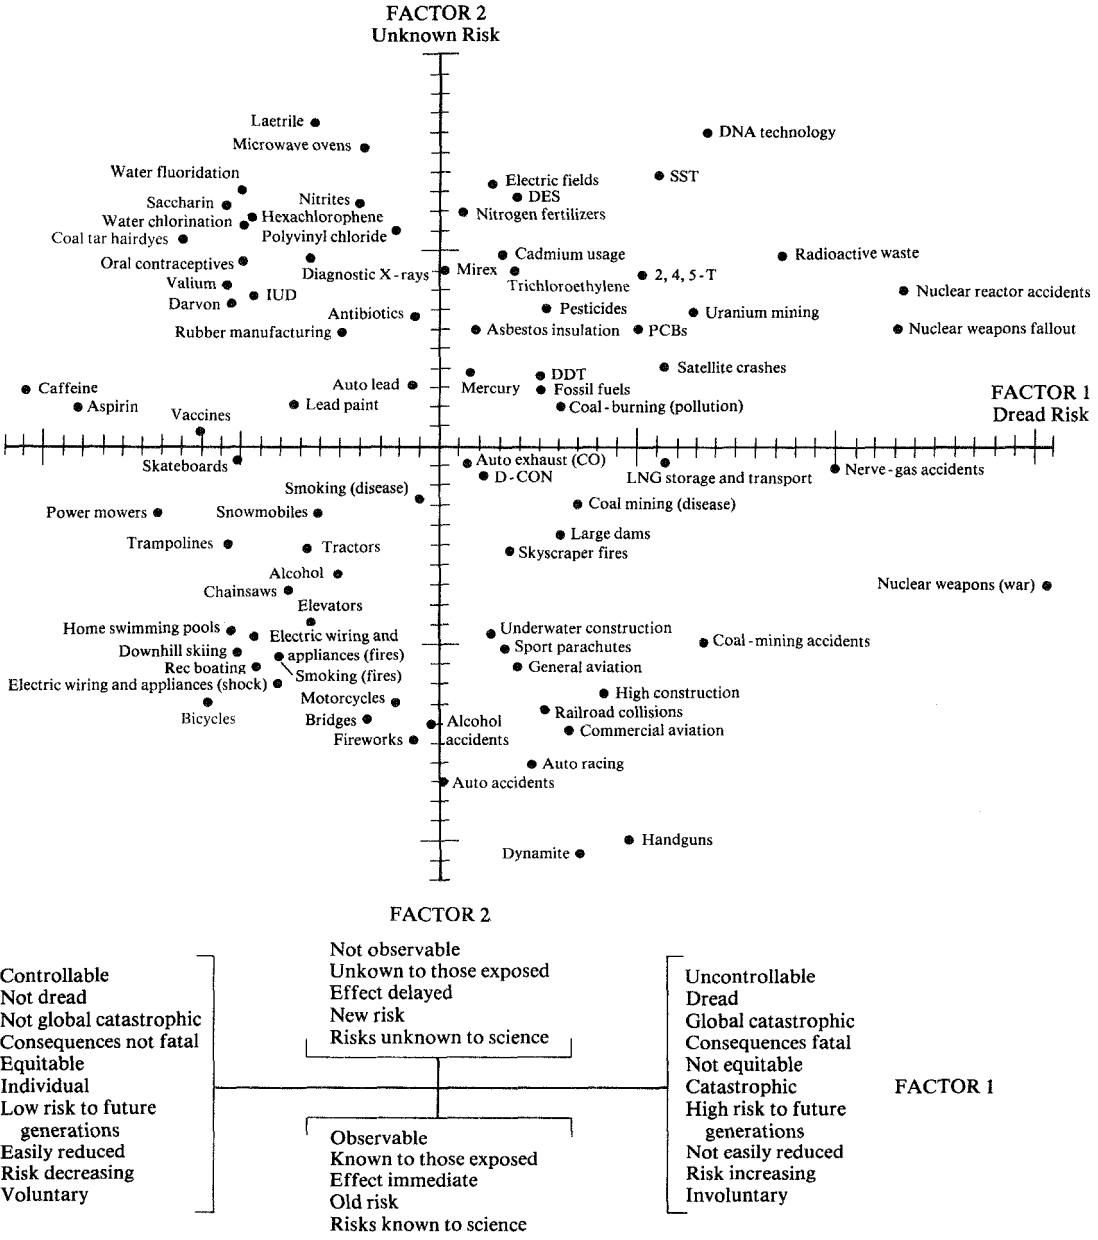 FACTOR 2
Unknown Risk
Laetrile
DNA technology
Microwave ovens
Water fluoridation
SST
Electric fields
DES
Nitrites
Saccharin
Nitrogen fertilizers
Hexachlorophene
Water chlorination
Polyvinyl chloride
Coal tar hairdyes
Cadmium usage
Radioactive waste
Oral contraceptives
Diagnostic X-rays
Mirex
2, 4, 5-T
Trichloroethylene
Valium
IUD
Nuclear reactor accidents
Darvon
Pesticides
Uranium mining
Antibiotics
Rubber manufacturing
Asbestos insulation
PCBs
Nuclear weapons fallout
Satellite crashes
DDT
Caffeine
Auto lead
Mercury
Fossil fuels
FACTOR 1
Dread Risk
Aspirin
Lead paint
Coal-burning (pollution)
Vaccines
Skateboards
Auto exhaust (CO)
D-CON
LNG storage and transport
Nerve-gas accidents
Smoking (disease)
Coal mining (disease)
Power mowers
Snowmobiles
Large dams
Trampolines
Tractors
Skyscraper fires
Alcohol
Chainsaws
Nuclear weapons (war)
Elevators
Home swimming pools
Electric wiring and
appliances (fires)
Underwater construction
Sport parachutes
Coal-mining accidents
Downhill skiing
Rec boating
General aviation
Smoking (fires)
Electric wiring and appliances (shock)
High construction
Motorcycles
Railroad collisions
Bicycles
Bridges
Alcohol
accidents
Commercial aviation
Fireworks
Auto racing
Auto accidents
Handguns
Dynamite
FACTOR 2
Not observable
Unkown to those exposed
Effect delayed
New risk
Risks unknown to science
Controllable
Not dread
Not global catastrophic
Consequences not fatal
Equitable
Individual
Low risk to future
generations
Easily reduced
Risk decreasing
Voluntary
Uncontrollable
Dread
Global catastrophic
Consequences fatal
Not equitable
Catastrophic
High risk to future
generations
Not easily reduced
Risk increasing
Involuntary
FACTOR 1
Observable
Known to those exposed
Effect immediate
Old risk
Risks known to science